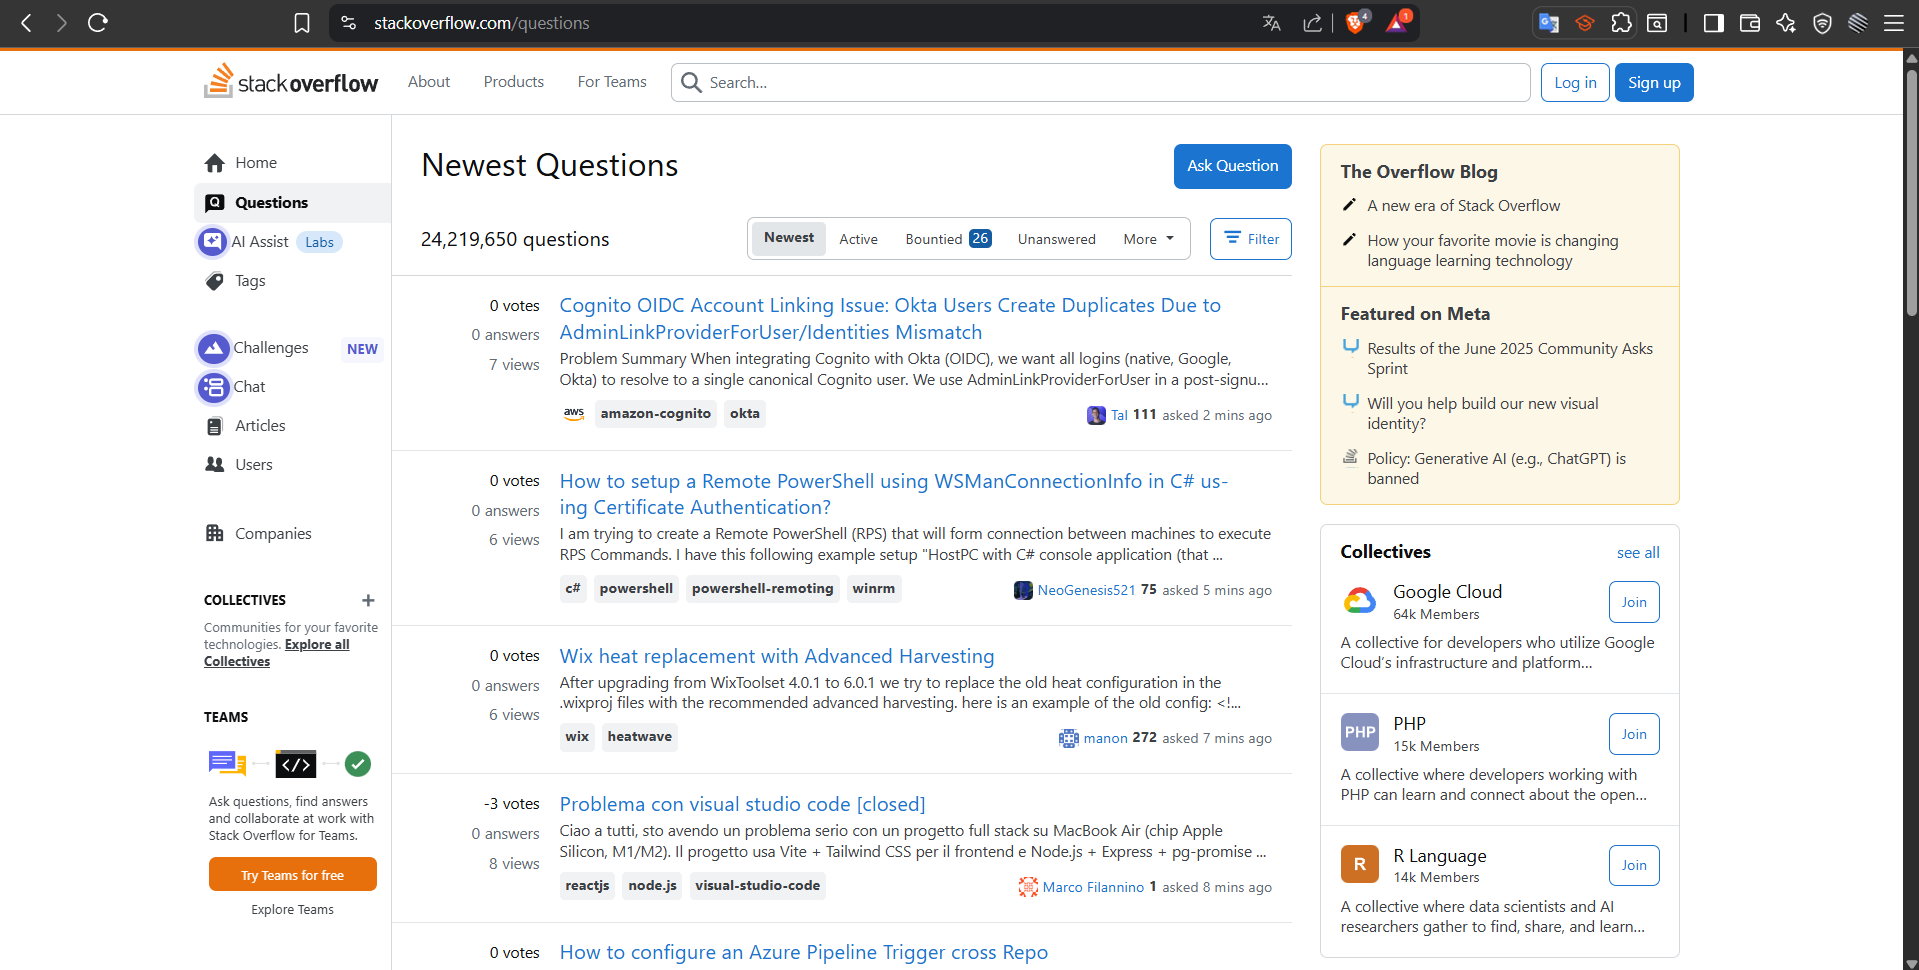 stackoverflow.com/questions
4
1
stackoverflow
About
Products
For Teams
Search...
Log in
Sign up
Home
Questions
AI Assist
Labs
Tags
Challenges
NEW
Chat
Articles
Users
Companies
COLLECTIVES
Communities for your favorite
technologies. Explore all
Collectives
TEAMS
</>
Ask questions, find answers
and collaborate at work with
Stack Overflow for Teams.
Try Teams for free
Explore Teams
Newest Questions
Ask Question
24,219,650 questions
Newest
Active
Bounted 26
Unanswered
More
Filter
0 votes
0 answers
7 views
Cognito OIDC Account Linking Issue: Okta Users Create Duplicates Due to
AdminLinkProviderForUser/Identities Mismatch
Problem Summary When integrating Cognito with Okta (OIDC), we want all logins (native, Google,
Okta) to resolve to a single canonical Cognito user. We use AdminLinkProviderForUser in a post-signu...
aws
amazon-cognito
okta
Tal 111 asked 2 mins ago
0 votes
0 answers
6 views
How to setup a Remote PowerShell using WSManConnectionInfo in C# us-
ing Certificate Authentication?
I am trying to create a Remote PowerShell (RPS) that will form connection between machines to execute
RPS Commands. I have this following example setup "HostPC with C# console application (that ...
c#
powershell
powershell-remoting
winrm
NeoGenesis521 75 asked 5 mins ago
0 votes
0 answers
6 views
Wix heat replacement with Advanced Harvesting
After upgrading from WixToolset 4.0.1 to 6.0.1 we try to replace the old heat configuration in the
.wixproj files with the recommended advanced harvesting. here is an example of the old config: <!...
wix
heatwave
manon 272 asked 7 mins ago
-3 votes
0 answers
8 views
Problema con visual studio code [closed]
Ciao a tutti, sto avendo un problema serio con un progetto full stack su MacBook Air (chip Apple
Silicon, M1/M2). Il progetto usa Vite + Tailwind CSS per il frontend e Node.js + Express + pg-promise ...
reactjs
node.js
visual-studio-code
Marco Filannino 1 asked 8 mins ago
0 votes
How to configure an Azure Pipeline Trigger cross Repo
The Overflow Blog
A new era of Stack Overflow
How your favorite movie is changing
language learning technology
Featured on Meta
Results of the June 2025 Community Asks
Sprint
Will you help build our new visual
identity?
Policy: Generative AI (e.g., ChatGPT) is
banned
Collectives
see all
Google Cloud
64k Members
Join
A collective for developers who utilize Google
Cloud’s infrastructure and platform...
PHP
PHP
15k Members
Join
A collective where developers working with
PHP can learn and connect about the open...
R
R Language
14k Members
Join
A collective where data scientists and AI
researchers gather to find, share, and learn...